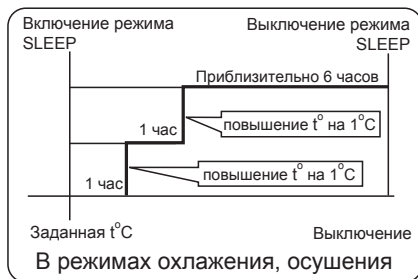 Включение режима SLEEP
Выключение режима SLEEP
Приблизительно 6 часов
1 час
повышение t° на 1°C
1 час
повышение t° на 1°C
Заданная t°C
Выключение
В режимах охлажения, осушения